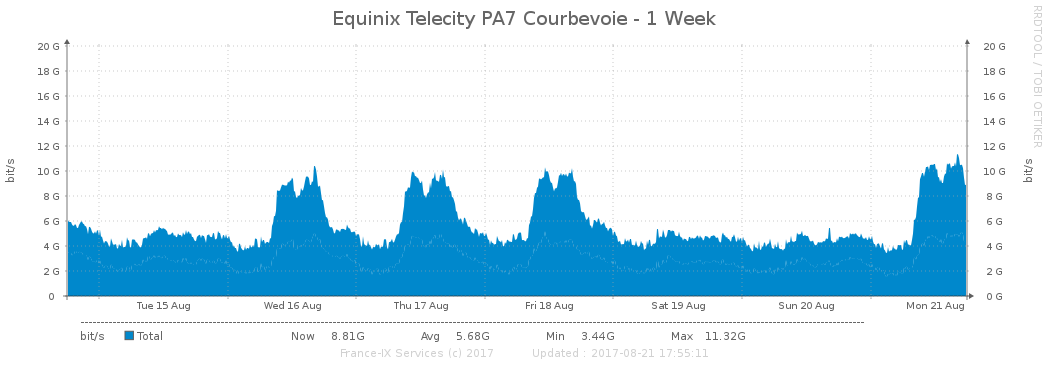 Equinix Telecity PA7 Courbevoie - 1 Week
RRDTOOL / TOBI OETIKER
20 G 20 G
18 G 18 G
16 G 16 G
14 G 14 G
12 G 12 G
10 G 10 G
8 G 8 G
6 G 6 G
4 G 4 G
2 G 2 G
0 0 G
bit/s
bit/s
Tue 15 Aug Wed 16 Aug Thu 17 Aug Fri 18 Aug Sat 19 Aug Sun 20 Aug Mon 21 Aug
bit/s Total Now 8.81G Avg 5.68G Min 3.44G Max 11.32G
France-IX Services (c) 2017 Updated : 2017-08-21 17:55:11